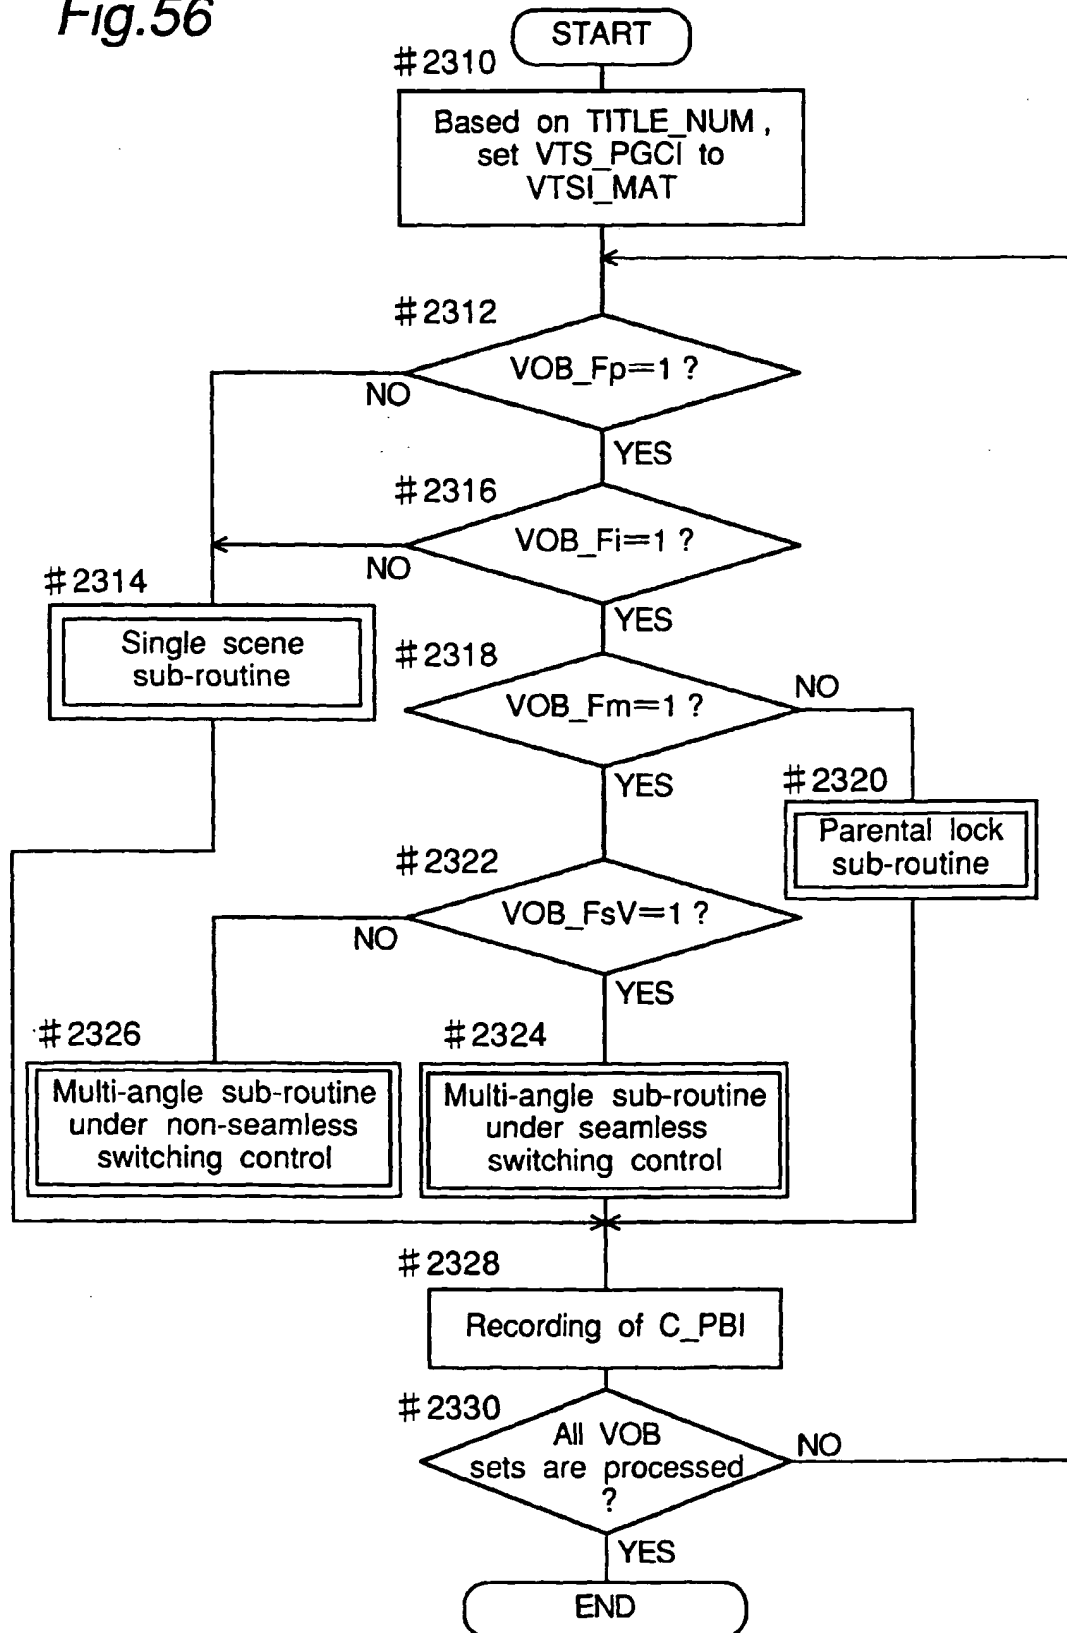 Fig.56
START
#2310
Based on TITLE_NUM,
set VTS_PGCI to
VTSI_MAT
#2312
VOB_Fp=1 ?
NO
YES
#2316
VOB_Fi=1 ?
NO
YES
#2314
Single scene
sub-routine
#2318
VOB_Fm=1 ?
NO
YES
#2320
Parental lock
sub-routine
#2322
VOB_FsV=1 ?
NO
YES
#2326
Multi-angle sub-routine
under non-seamless
switching control
#2324
Multi-angle sub-routine
under seamless
switching control
#2328
Recording of C_PBI
#2330
All VOB
sets are processed
?
NO
YES
END